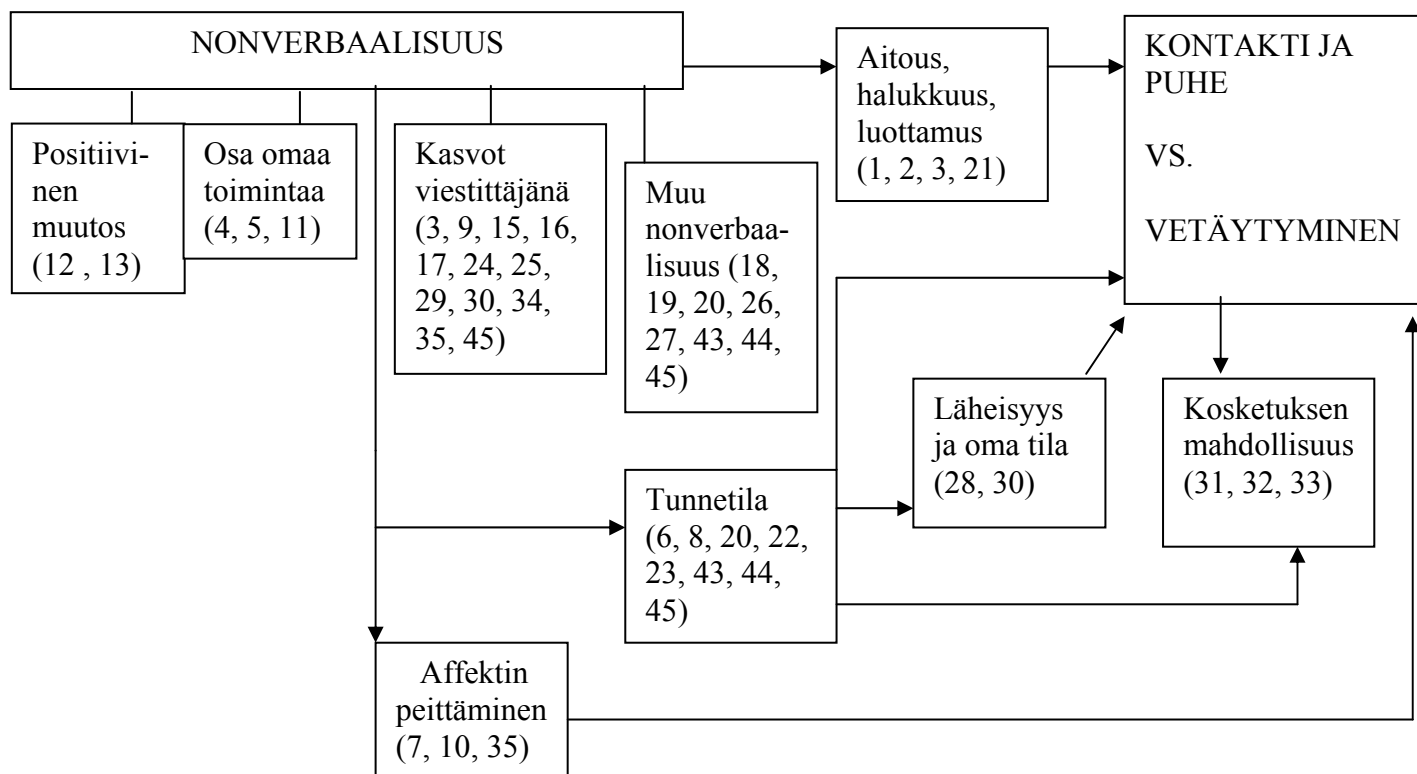 NONVERBAALISUUS
Positiivi-
nen
muutos
(12 , 13)
Osa omaa
toimintaa
(4, 5, 11)
Kasvot
viestittäjänä
(3, 9, 15, 16,
17, 24, 25,
29, 30, 34,
35, 45)
Muu
nonverbaa-
lisuus (18,
19, 20, 26,
27, 43, 44,
45)
Aitous,
halukkuus,
luottamus
(1, 2, 3, 21)
KONTAKTI JA
PUHE
VS.
VETÄYTYMINEN
Läheisyys
ja oma tila
(28, 30)
Kosketuksen
mahdollisuus
(31, 32, 33)
Tunnetila
(6, 8, 20, 22,
23, 43, 44,
45)
Affektin
peittäminen
(7, 10, 35)